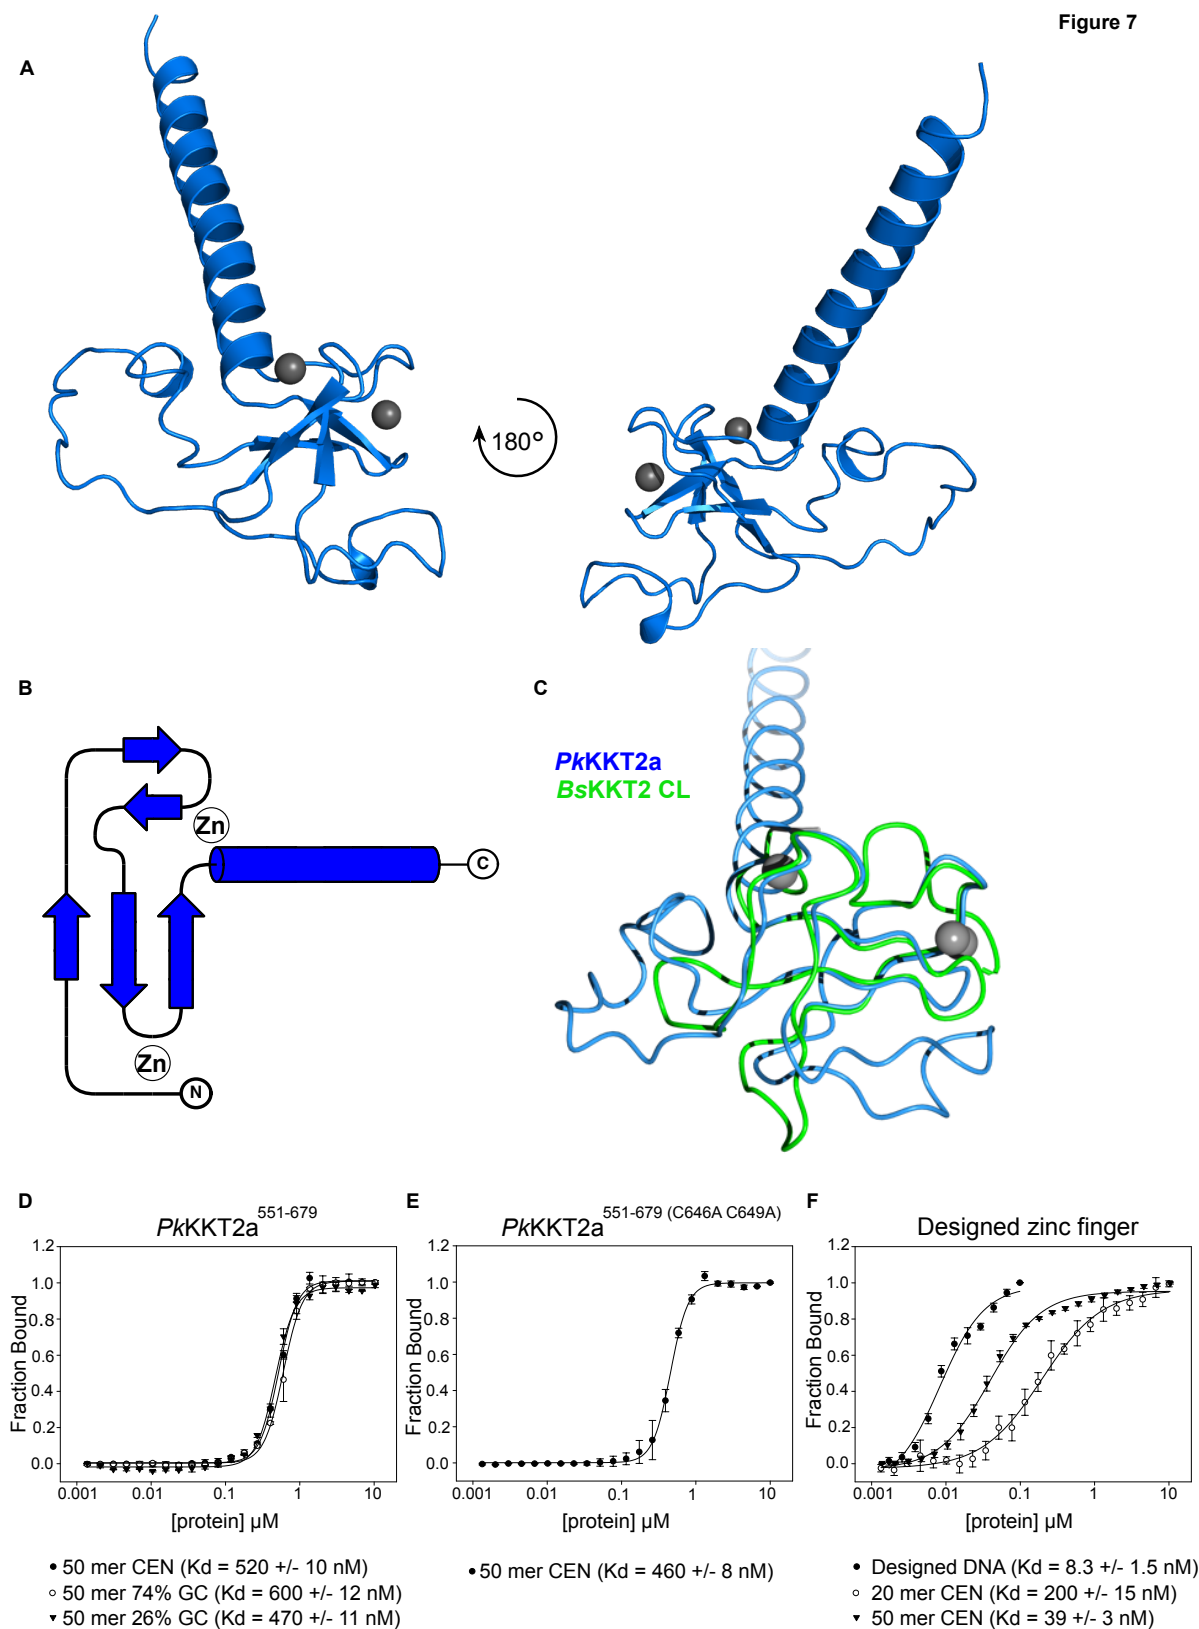 Figure 7
A
180°
B
Zn
C
Zn
N
C
PkKKT2a
BsKKT2 CL
D
PkKKT2a551-679
1.2
1.0
0.8
0.6
0.4
0.2
0.0
Fraction Bound
0.001
0.01
0.1
1
10
[protein] µM
50 mer CEN (Kd = 520 +/- 10 nM)
50 mer 74% GC (Kd = 600 +/- 12 nM)
50 mer 26% GC (Kd = 470 +/- 11 nM)
E
PkKKT2a551-679 (C646A C649A)
1.2
1.0
0.8
0.6
0.4
0.2
0.0
Fraction Bound
0.001
0.01
0.1
1
10
[protein] µM
50 mer CEN (Kd = 460 +/- 8 nM)
F
Designed zinc finger
1.2
1.0
0.8
0.6
0.4
0.2
0.0
Fraction Bound
0.001
0.01
0.1
1
10
[protein] µM
Designed DNA (Kd = 8.3 +/- 1.5 nM)
20 mer CEN (Kd = 200 +/- 15 nM)
50 mer CEN (Kd = 39 +/- 3 nM)